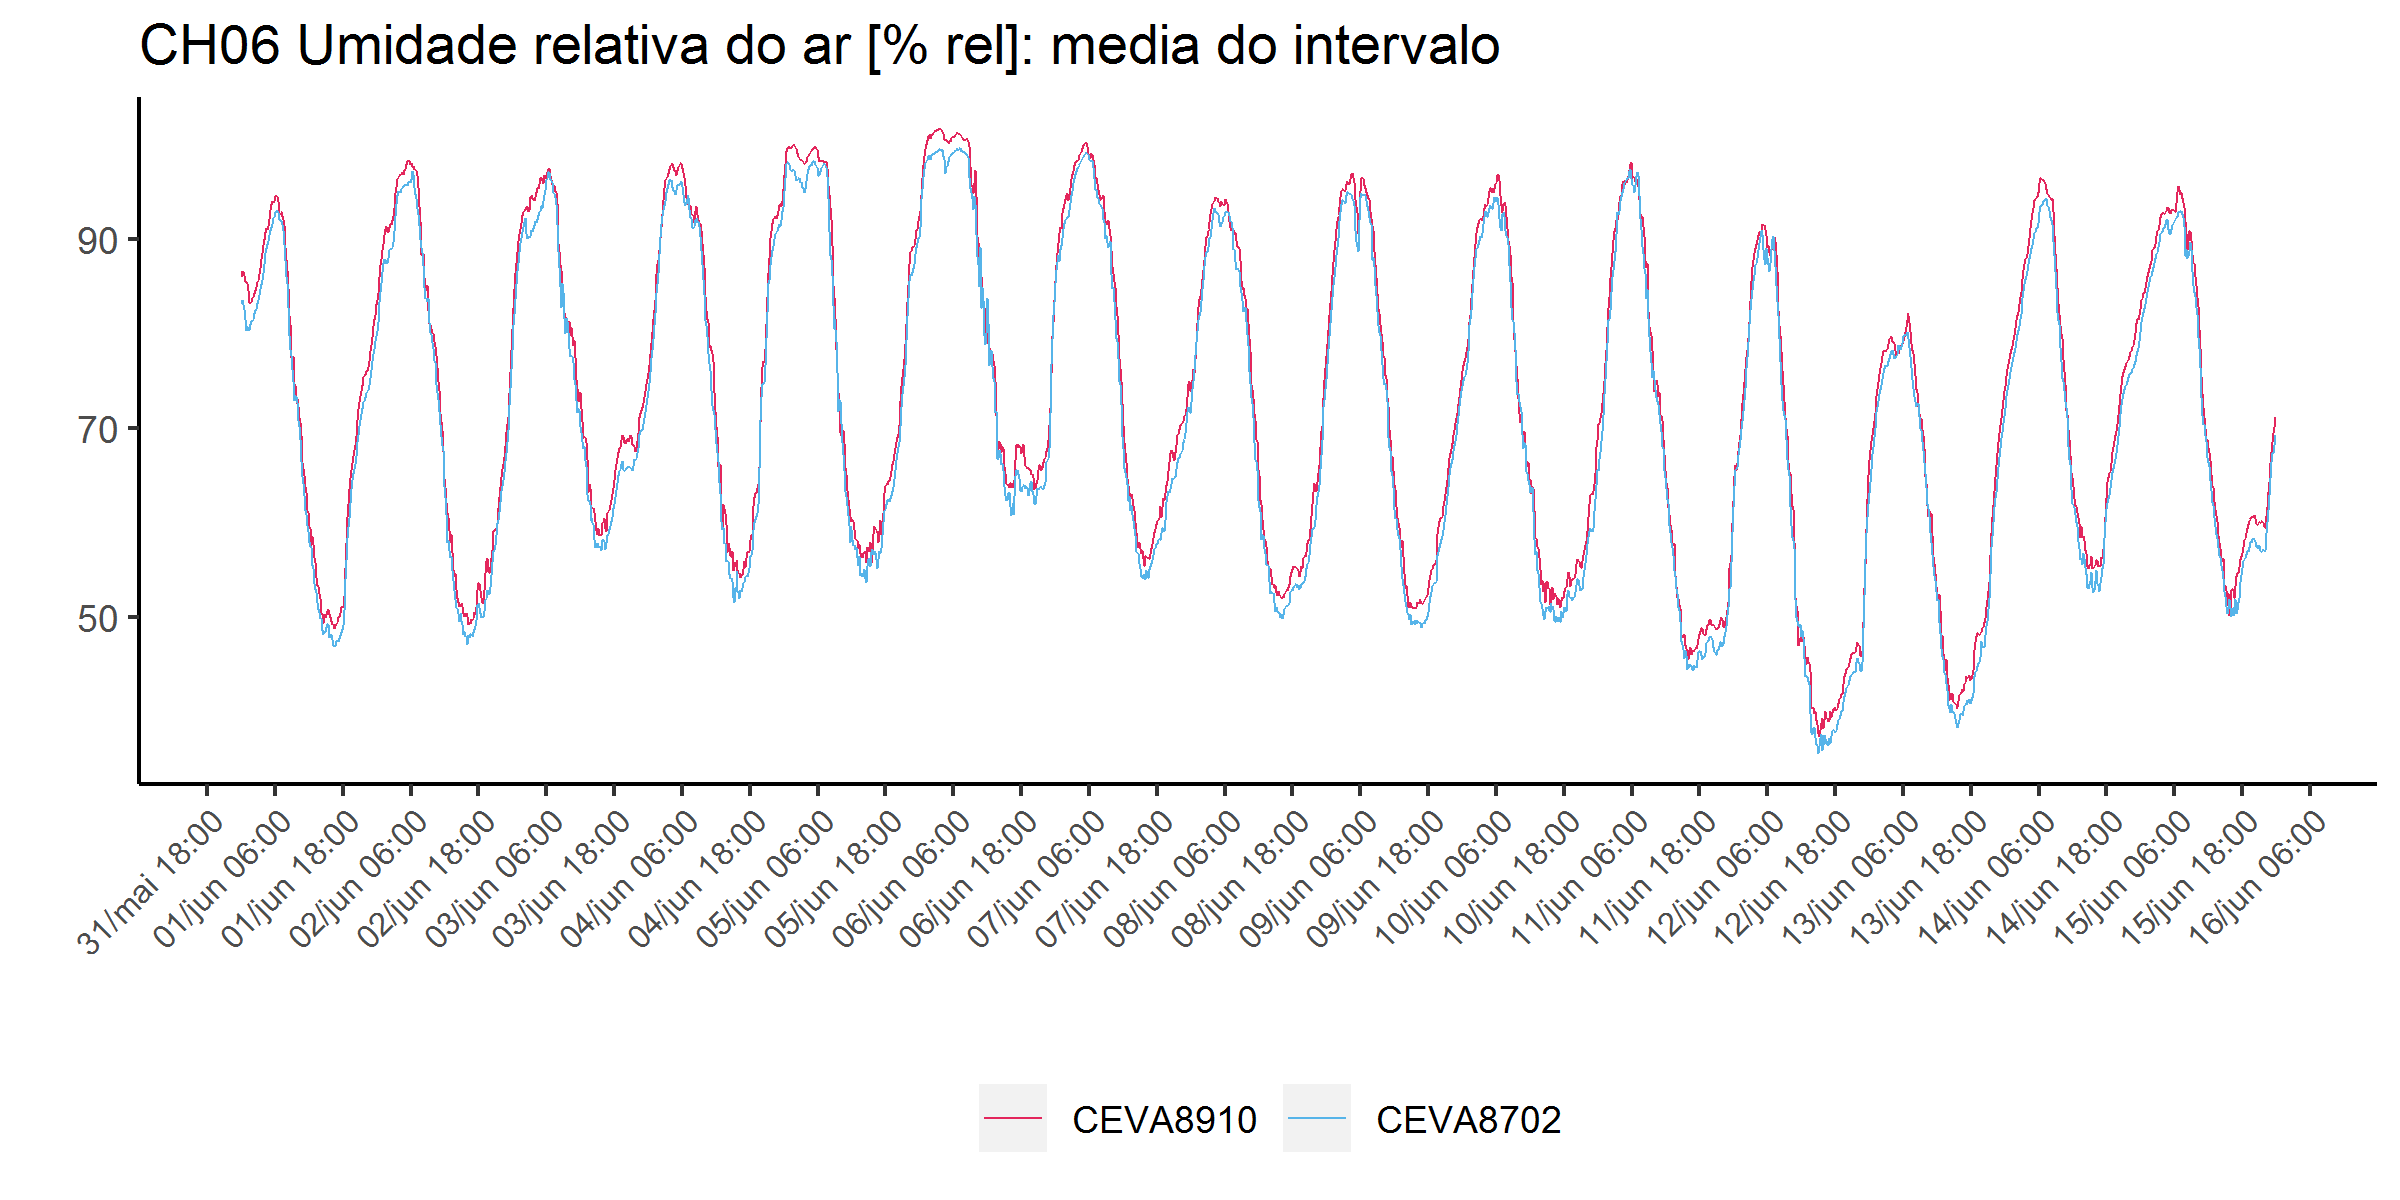 CH06 Umidade relativa do ar [% rel]: media do intervalo
90
70
50
31/mai 18:00
01/jun 06:00
01/jun 18:00
02/jun 06:00
02/jun 18:00
03/jun 06:00
03/jun 18:00
04/jun 06:00
04/jun 18:00
05/jun 06:00
05/jun 18:00
06/jun 06:00
06/jun 18:00
07/jun 06:00
07/jun 18:00
08/jun 06:00
08/jun 18:00
09/jun 06:00
09/jun 18:00
10/jun 06:00
10/jun 18:00
11/jun 06:00
11/jun 18:00
12/jun 06:00
12/jun 18:00
13/jun 06:00
13/jun 18:00
14/jun 06:00
14/jun 18:00
15/jun 06:00
15/jun 18:00
16/jun 06:00
CEVA8910
CEVA8702